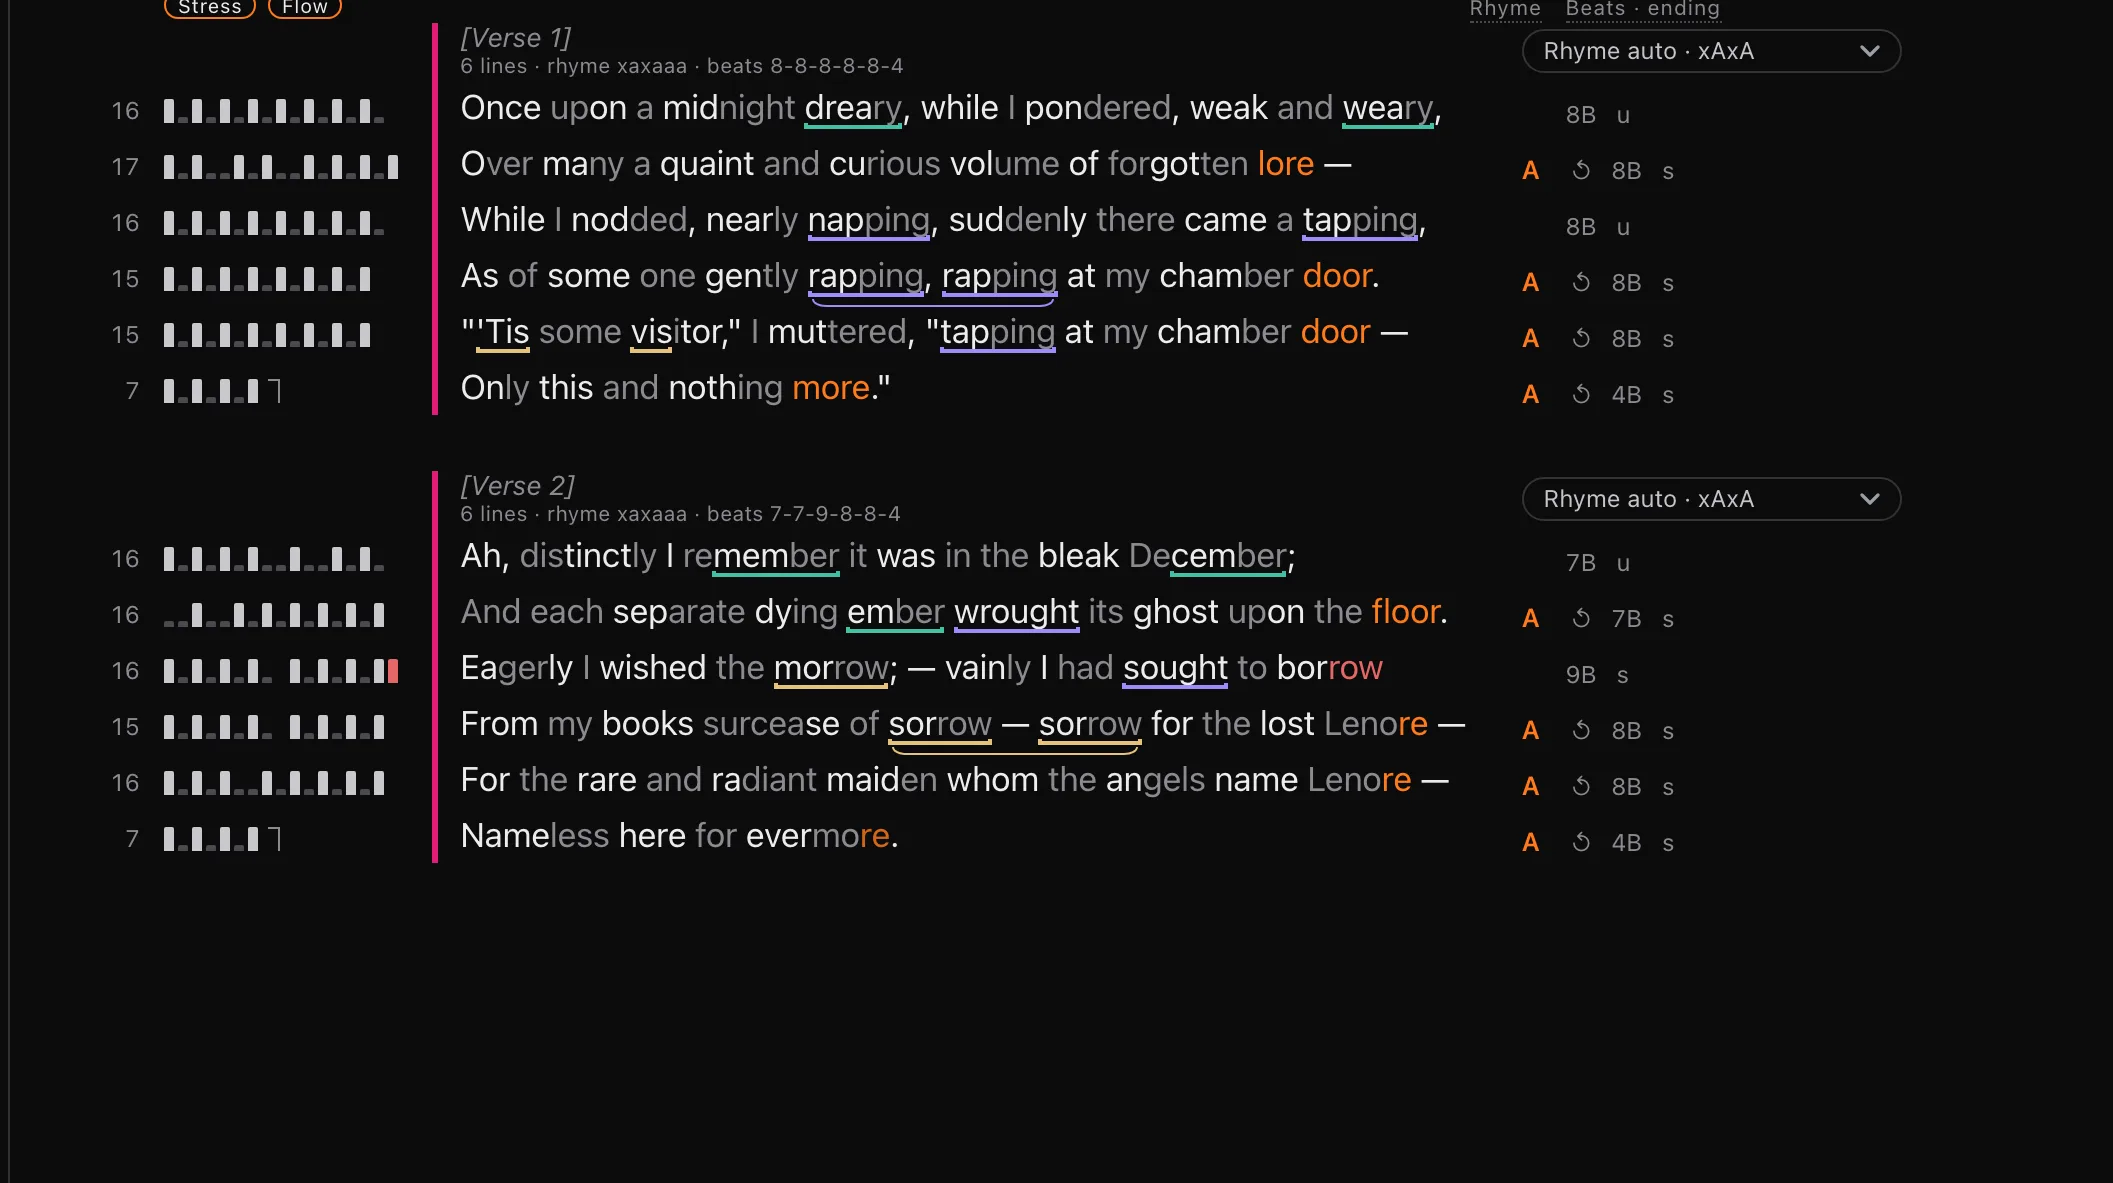 Stress Flow Rhyme Beats · ending
[Verse 1] Rhyme auto · xAxA
6 lines · rhyme xaxaaa · beats 8-8-8-8-8-4
16 Once upon a midnight dreary, while I pondered, weak and weary, 8B u
17 Over many a quaint and curious volume of forgotten lore — A 8B s
16 While I nodded, nearly napping, suddenly there came a tapping, 8B u
15 As of some one gently rapping, rapping at my chamber door. A 8B s
15 "'Tis some visitor," I muttered, "tapping at my chamber door — A 8B s
7 Only this and nothing more." A 4B s
[Verse 2] Rhyme auto · xAxA
6 lines · rhyme xaxaaa · beats 7-7-9-8-8-4
16 Ah, distinctly I remember it was in the bleak December; 7B u
16 And each separate dying ember wrought its ghost upon the floor. A 7B s
16 Eagerly I wished the morrow; — vainly I had sought to borrow 9B s
15 From my books surcease of sorrow — sorrow for the lost Lenore — A 8B s
16 For the rare and radiant maiden whom the angels name Lenore — A 8B s
7 Nameless here for evermore. A 4B s